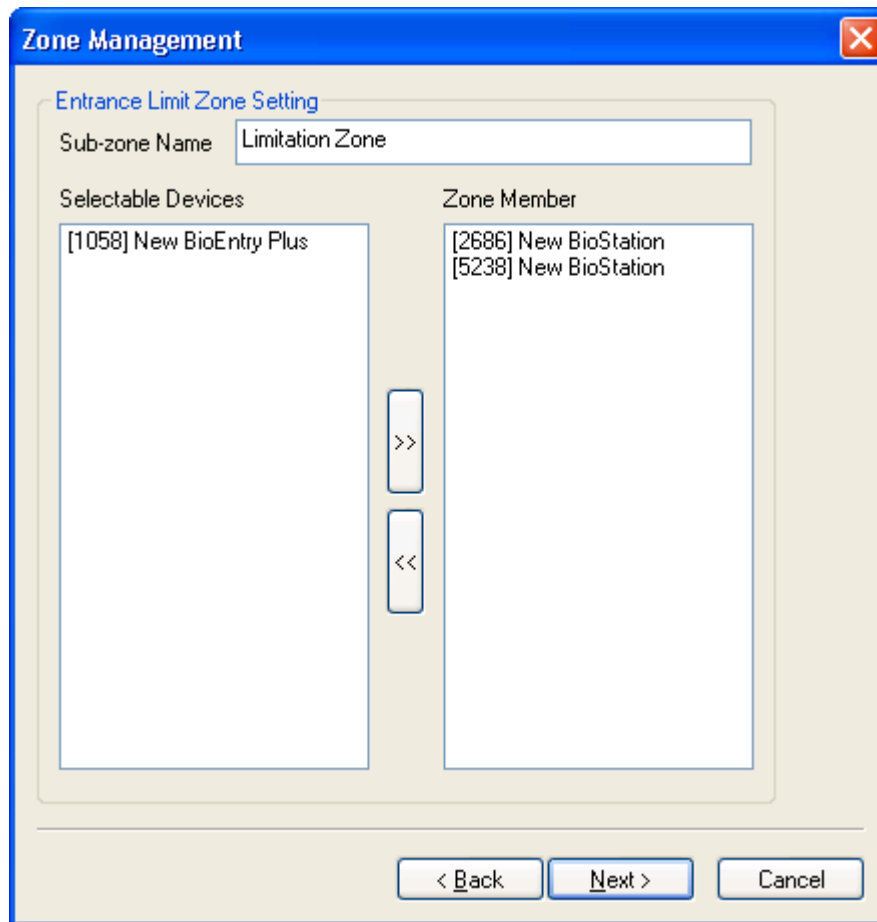 Zone Management
Entrance Limit Zone Setting
Sub-zone Name Limitation Zone
Selectable Devices Zone Member
[1058] New BioEntry Plus [2686] New BioStation
[5238] New BioStation
>>
<<
< Back Next > Cancel